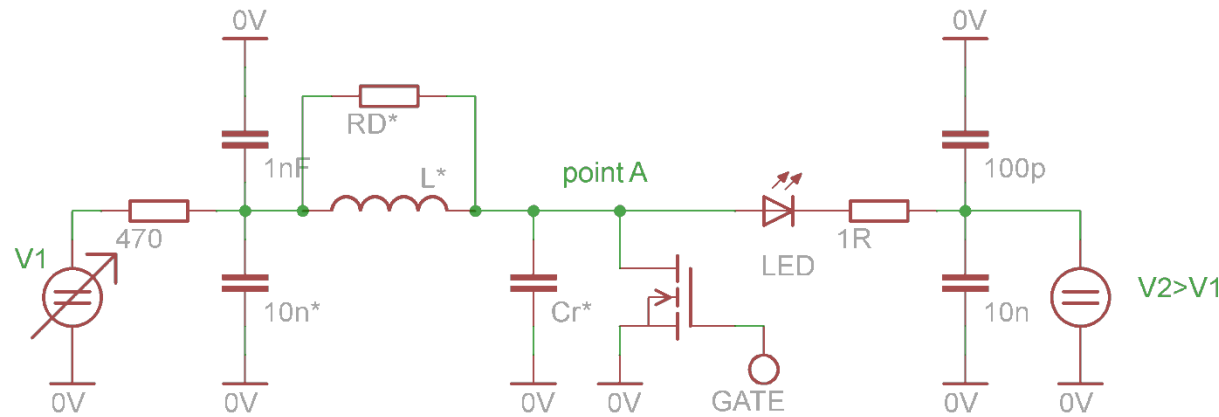 0V
0V
RD*
1nF
L*
point A
100p
470
1R
V1
LED
10n*
Cr*
10n
V2>V1
0V
0V
0V
0V
GATE
0V
0V